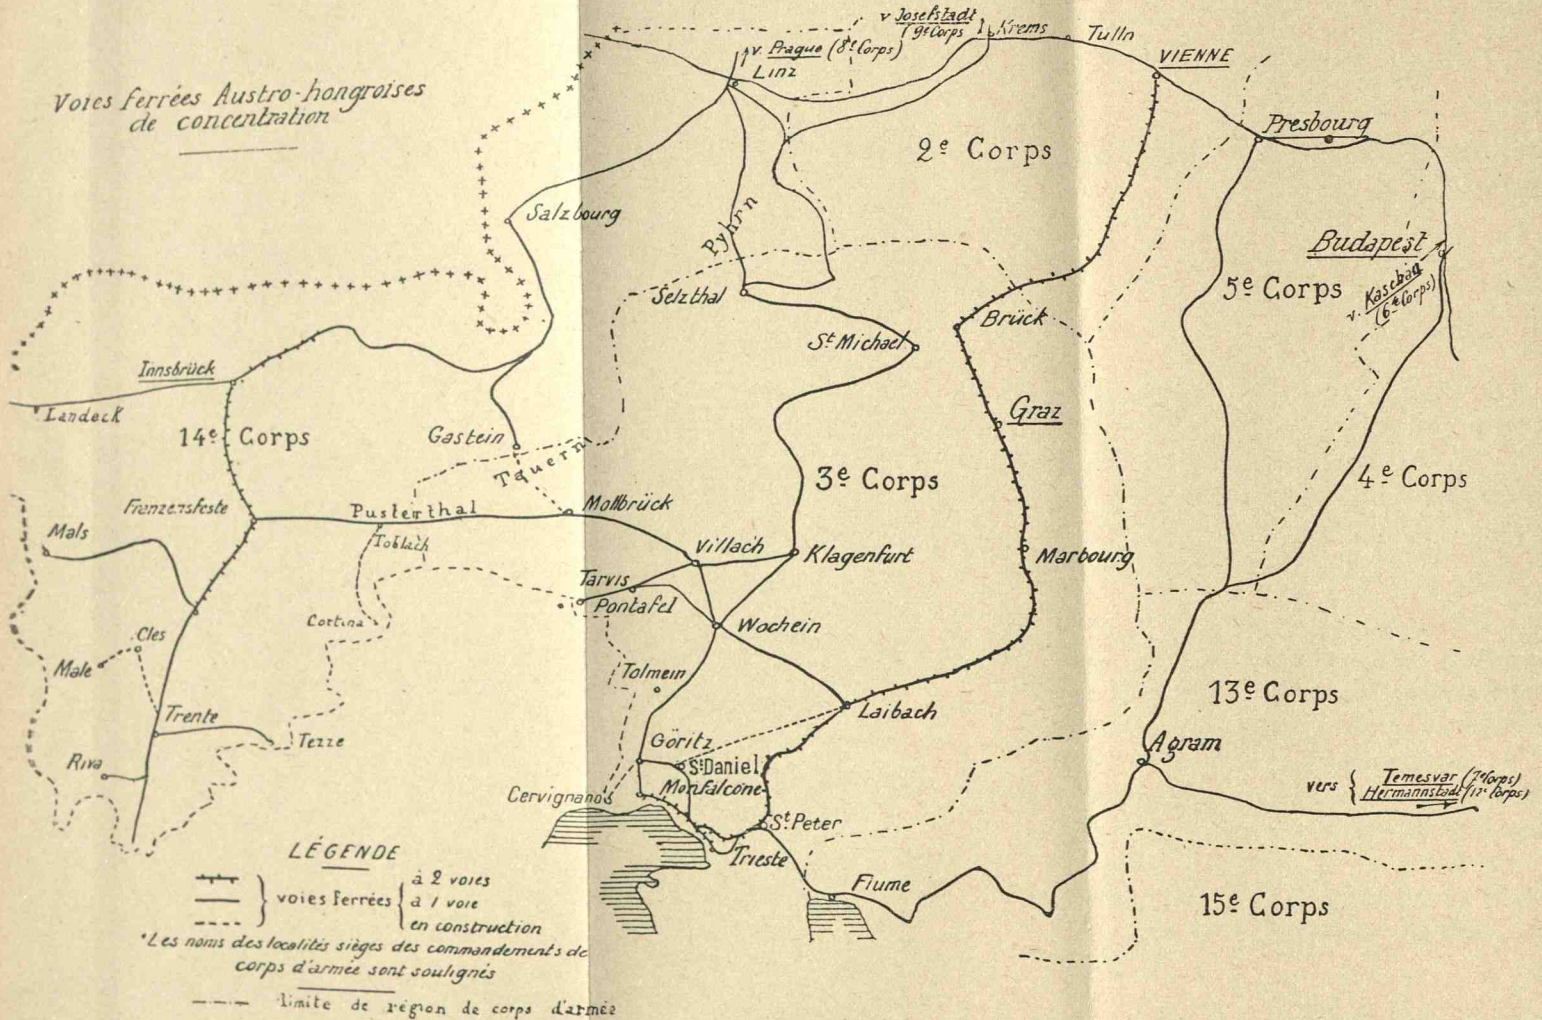 Voies ferrées Austro-hongroises
de concentration
v. Josefstadt
(9e Corps
Krems
Tulln
v. Prague (8e Corps)
Linz
VIENNE
Presbourg
2e Corps
Salzbourg
Pyhrn
Budapest
v. Kasebag
(6e Corps)
5e Corps
Selzthal
St Michael
Brück
Innsbrück
Landeck
14e Corps
Gastein
Tauern
Graz
3e Corps
4e Corps
Franzensfeste
Pusterthal
Mollbrück
Mals
Toblach
Villach
Klagenfurt
Marbourg
Tarvis
Pontafel
Cortina
Wochein
Cles
Male
Tolmein
13e Corps
Trente
Tezze
Laibach
Göritz
Agram
Riva
St Daniel
Monfalcone
Cervignano
vers { Temesvar (7e Corps)
Hermannstadt (12e Corps)
St Peter
Trieste
Fiume
15e Corps
LÉGENDE
voies ferrées
à 2 voies
à 1 voie
en construction
*Les noms des localités sièges des commandements de
corps d'armée sont soulignés
limite de région de corps d'armée